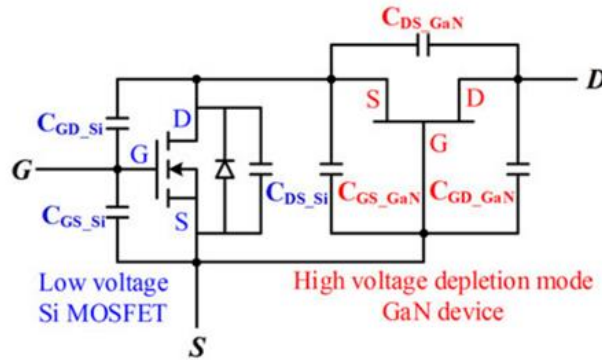 C_DS_GaN
S D D
C_GD_Si D G
G G
C_GS_Si S C_DS_Si C_GS_GaN C_GD_GaN
Low voltage High voltage depletion mode
Si MOSFET GaN device
S